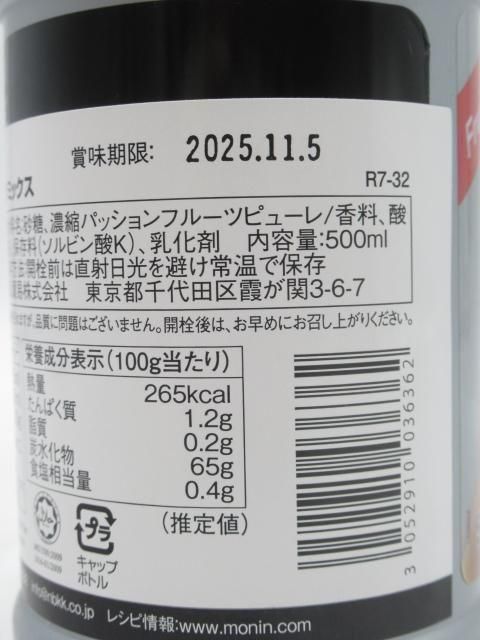 賞味期限: 2025.11.5
ミックス R7-32
砂糖、濃縮パッションフルーツピューレ/香料、酸
保存料(ソルビン酸K)、乳化剤 内容量:500ml
開栓前は直射日光を避け常温で保存
株式会社 東京都千代田区霞が関3-6-7
品質に問題はございません。開栓後は、お早めにお召し上がりください。
栄養成分表示(100g当たり)
熱量 265kcal
たんぱく質 1.2g
脂質 0.2g
炭水化物 65g
食塩相当量 0.4g
(推定値)
プラ
キャップ
ボトル
3 052910 036362
info@nbkk.co.jp レシピ情報:www.monin.com